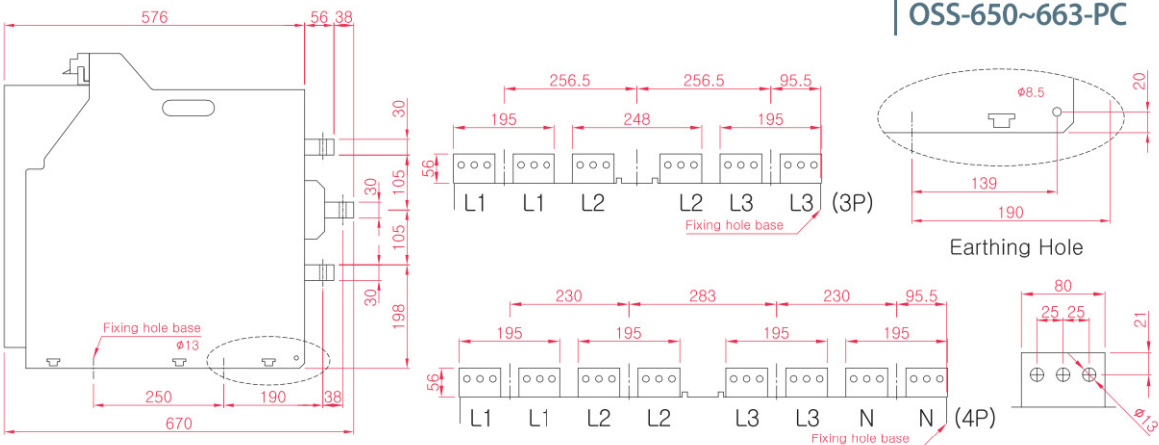 OSS-650~663-PC
576
56
38
30
105
30
105
30
198
Fixing hole base
ø13
250
190
38
670
256.5
256.5
95.5
195
248
195
56
L1
L1
L2
L2
L3
L3
(3P)
Fixing hole base
230
283
230
95.5
195
195
195
195
56
L1
L1
L2
L2
L3
L3
N
N
(4P)
Fixing hole base
ø8.5
20
139
190
Earthing Hole
80
25
25
21
ø13